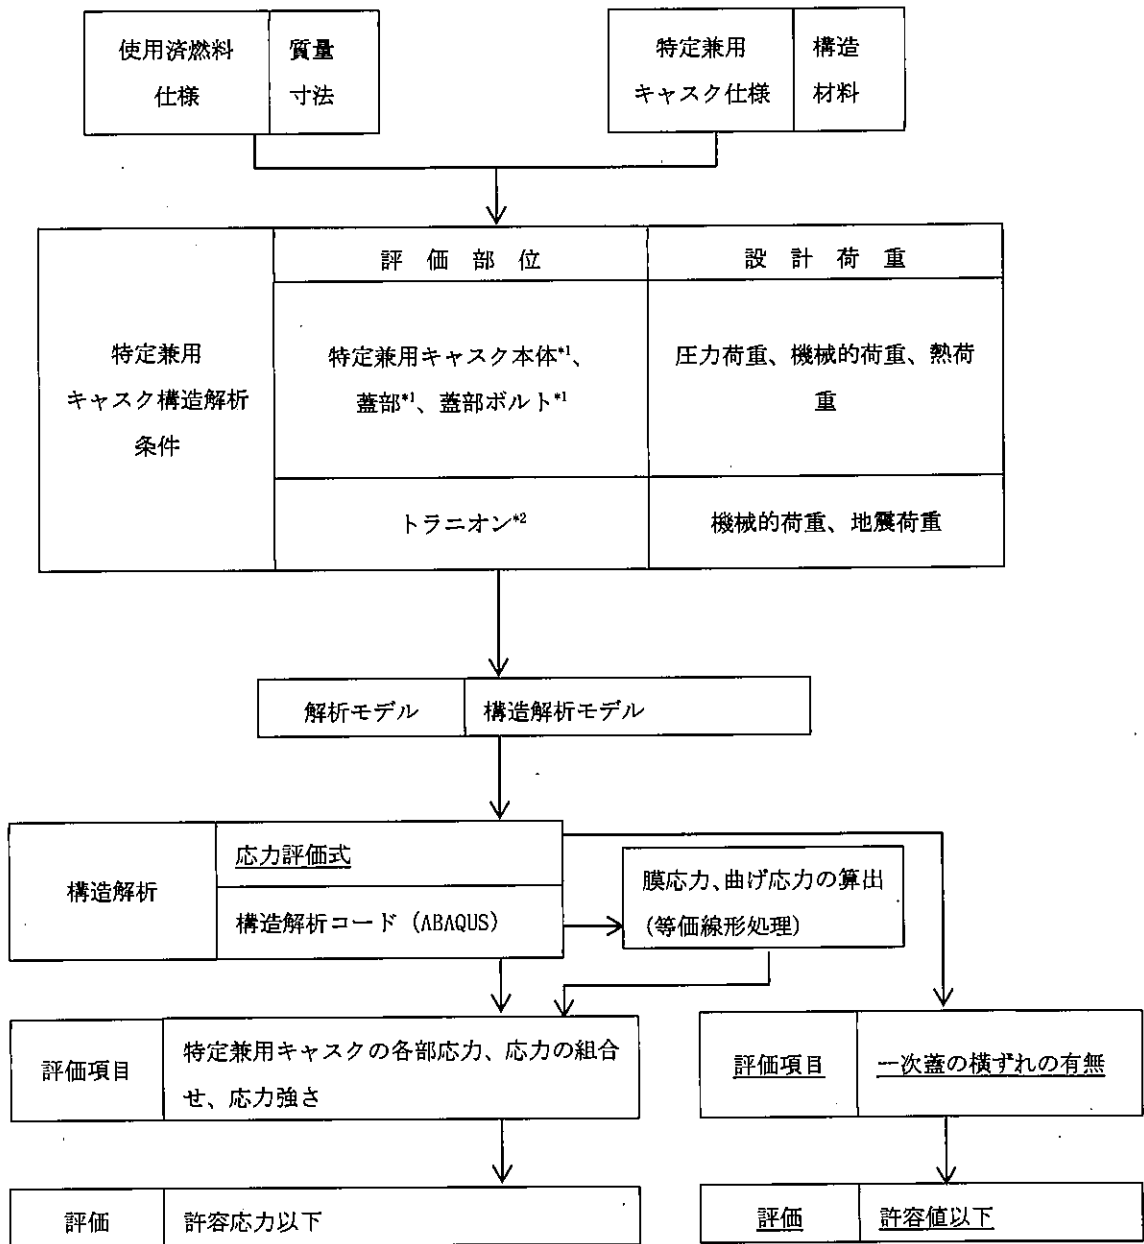 使用済燃料
仕様
質量
寸法
特定兼用
キャスク仕様
構造
材料
評価部位
設計荷重
特定兼用
キャスク構造解析
条件
特定兼用キャスク本体*1、
蓋部*1、蓋部ボルト*1
圧力荷重、機械的荷重、熱荷
重
トラニオン*2
機械的荷重、地震荷重
解析モデル
構造解析モデル
構造解析
応力評価式
構造解析コード（ABAQUS）
膜応力、曲げ応力の算出
(等価線形処理)
評価項目
特定兼用キャスクの各部応力、応力の組合
せ、応力強さ
評価項目
一次蓋の横ずれの有無
評価
許容応力以下
評価
許容値以下